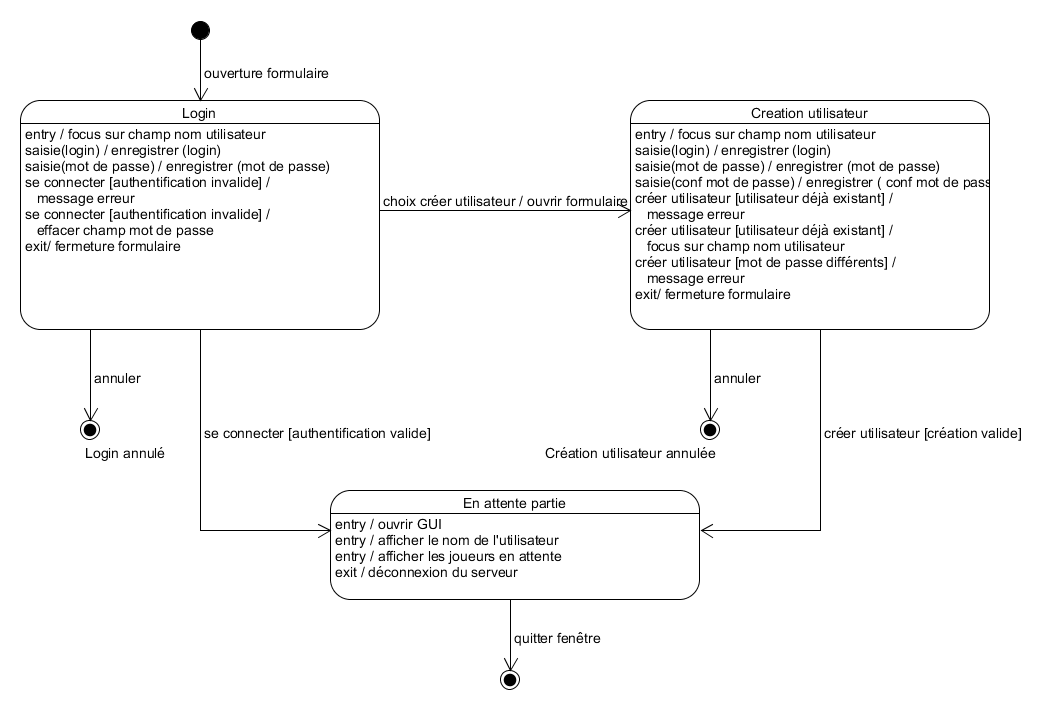 ouverture formulaire
Login
entry / focus sur champ nom utilisateur
saisie(login) / enregistrer (login)
saisie(mot de passe) / enregistrer (mot de passe)
se connecter [authentification invalide] /
message erreur
se connecter [authentification invalide] /
effacer champ mot de passe
exit/ fermeture formulaire
choix créer utilisateur / ouvrir formulaire
Creation utilisateur
entry / focus sur champ nom utilisateur
saisie(login) / enregistrer (login)
saisie(mot de passe) / enregistrer (mot de passe)
saisie(conf mot de passe) / enregistrer ( conf mot de pass
créer utilisateur [utilisateur déjà existant] /
message erreur
créer utilisateur [utilisateur déjà existant] /
focus sur champ nom utilisateur
créer utilisateur [mot de passe différents] /
message erreur
exit/ fermeture formulaire
annuler
Login annulé
se connecter [authentification valide]
annuler
Création utilisateur annulée
créer utilisateur [création valide]
En attente partie
entry / ouvrir GUI
entry / afficher le nom de l'utilisateur
entry / afficher les joueurs en attente
exit / déconnexion du serveur
quitter fenêtre